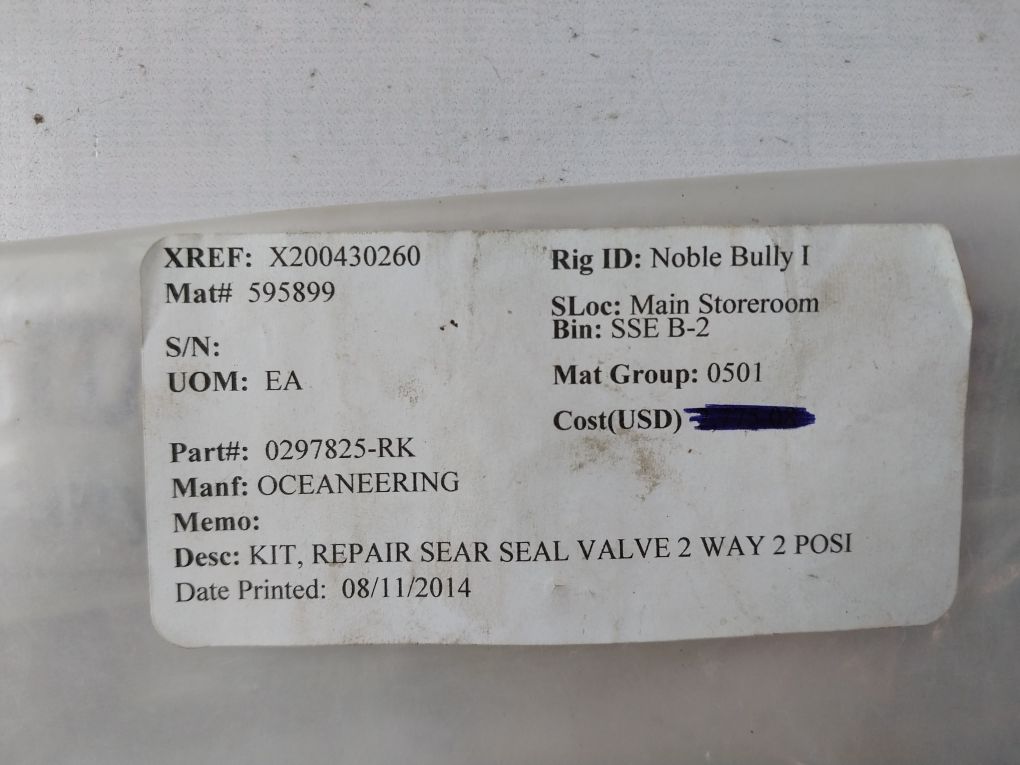 XREF: X200430260
Mat# 595899
S/N:
UOM: EA
Part#: 0297825-RK
Manf: OCEANEERING
Memo:
Desc: KIT, REPAIR SEAR SEAL VALVE 2 WAY 2 POSI
Date Printed: 08/11/2014
Rig ID: Noble Bully I
SLoc: Main Storeroom
Bin: SSE B-2
Mat Group: 0501
Cost(USD)